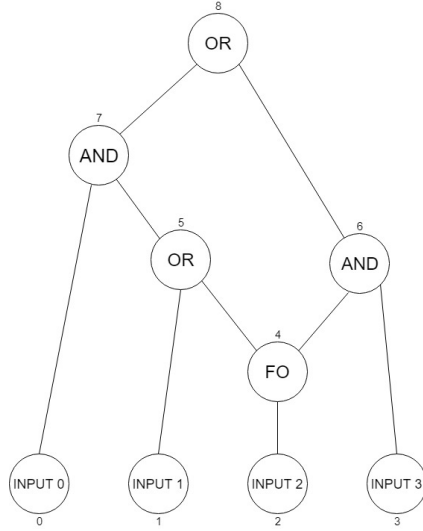 8
OR
7
AND
5
OR
6
AND
4
FO
INPUT 0
INPUT 1
INPUT 2
INPUT 3
0
1
2
3